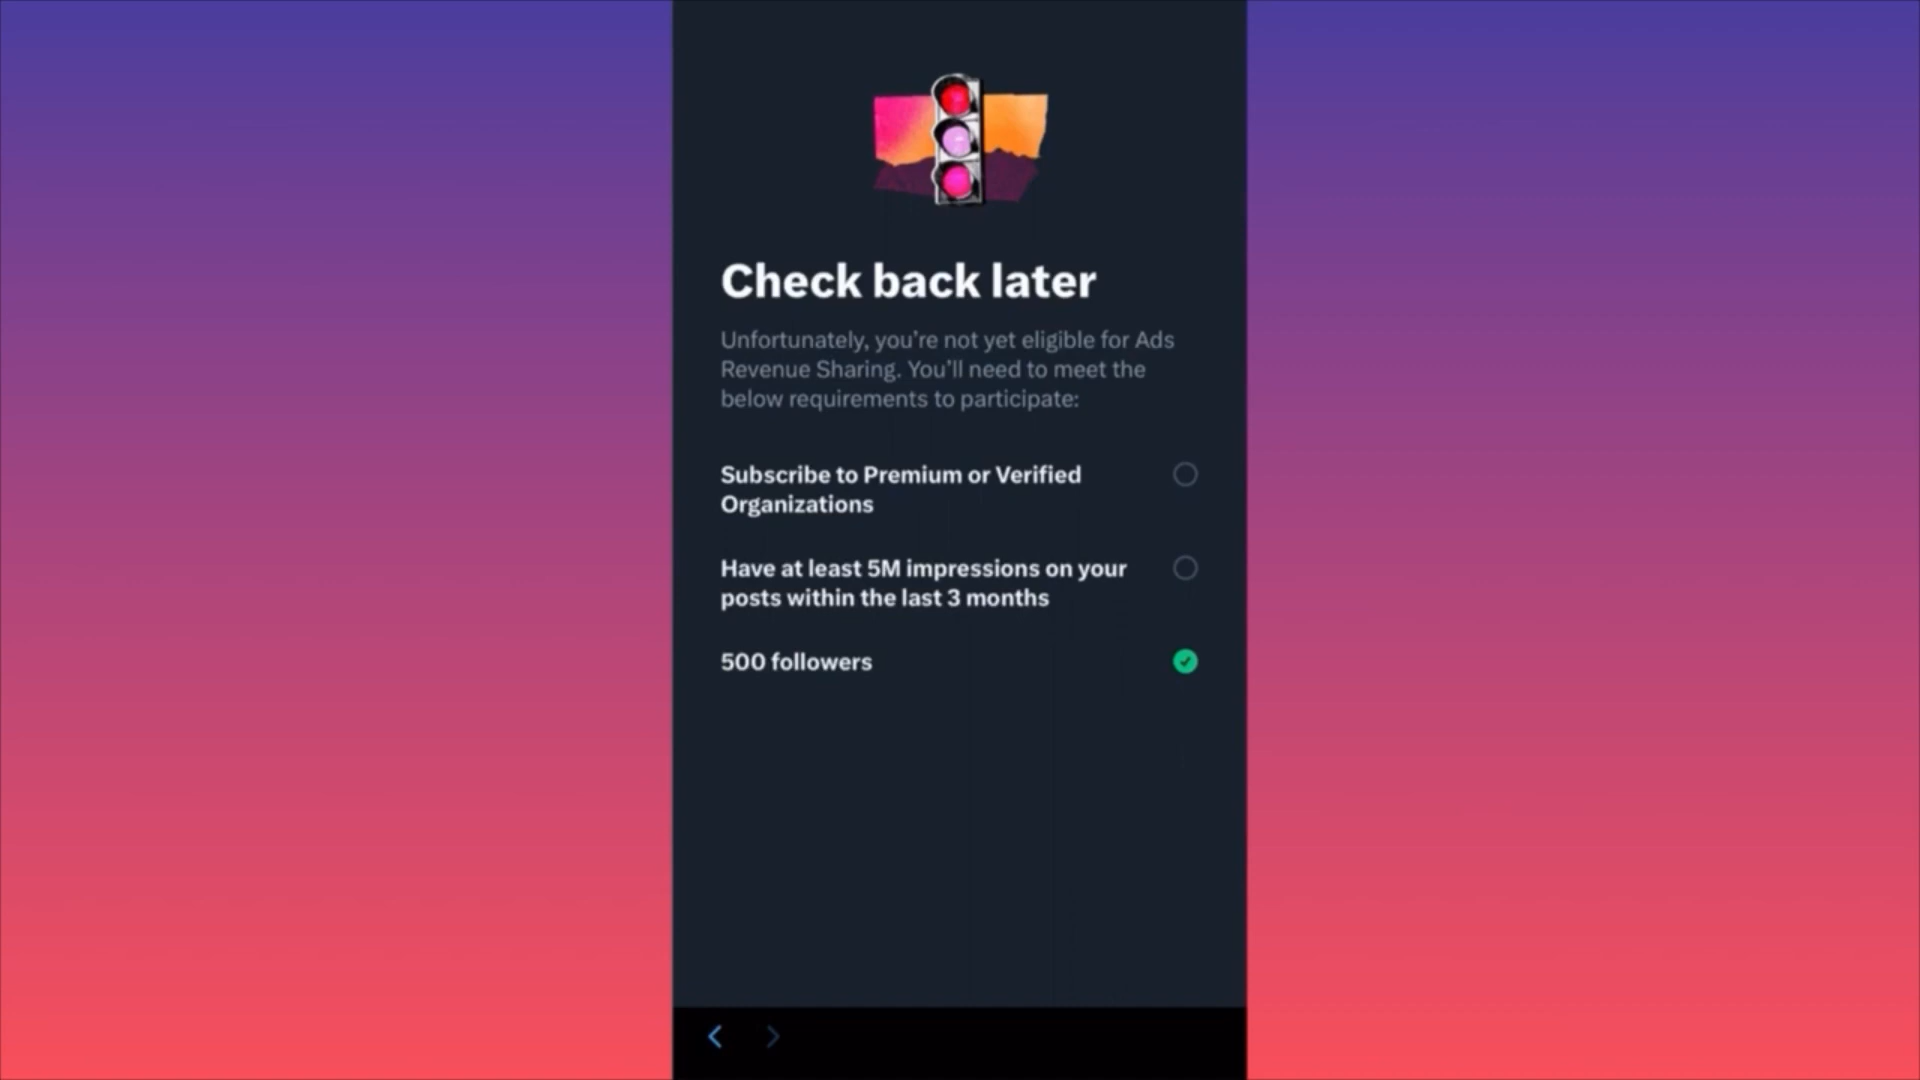 Check back later
Unfortunately, you're not yet eligible for Ads
Revenue Sharing. You'll need to meet the
below requirements to participate:
Subscribe to Premium or Verified
Organizations
Have at least 5M impressions on your
posts within the last 3 months
500 followers